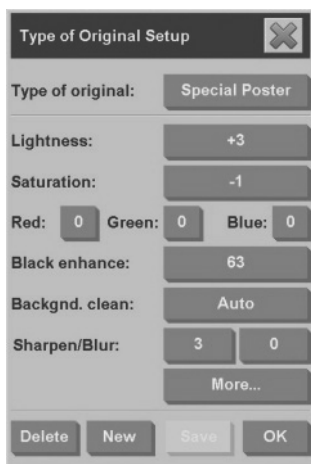 Type of Original Setup
Type of original: Special Poster
Lightness: +3
Saturation: -1
Red: 0 Green: 0 Blue: 0
Black enhance: 63
Backgnd. clean: Auto
Sharpen/Blur: 3 0
More...
Delete New Save OK